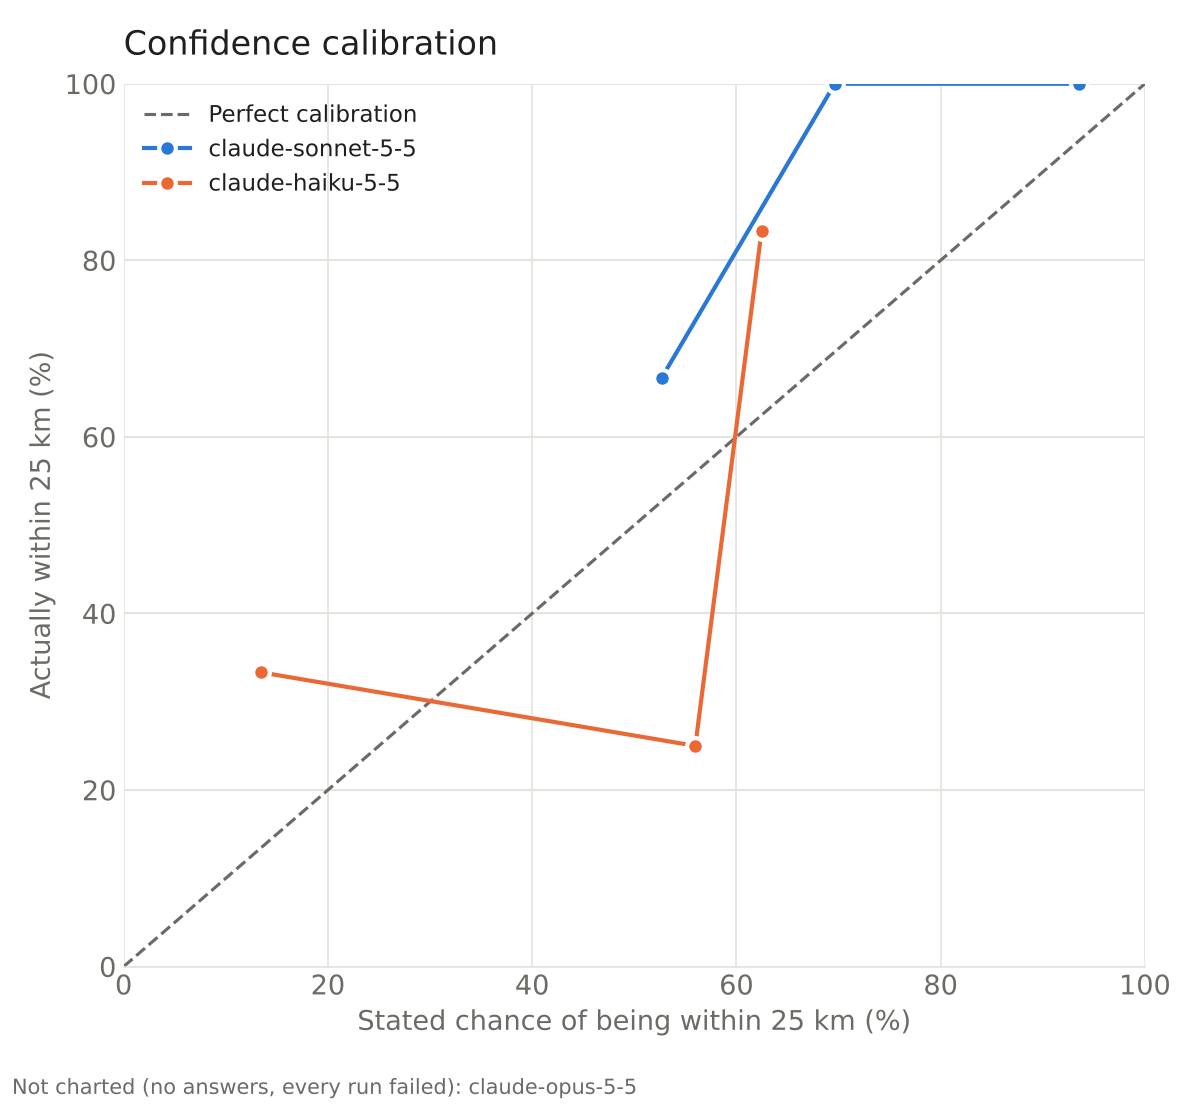 Confidence calibration
100
80
60
40
20
0
Actually within 25 km (%)
Perfect calibration
claude-sonnet-5-5
claude-haiku-5-5
0 20 40 60 80 100
Stated chance of being within 25 km (%)
Not charted (no answers, every run failed): claude-opus-5-5